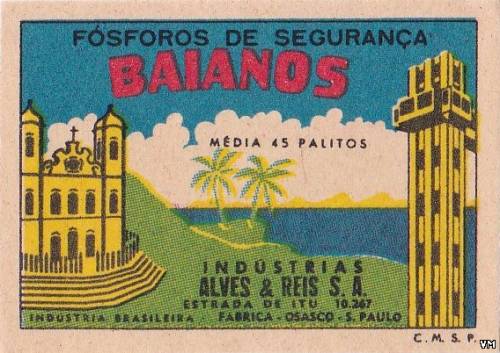 FÓSFOROS DE SEGURANÇA
BAIANOS
MÉDIA 45 PALITOS
INDÚSTRIAS
ALVES & REIS S. A.
ESTRADA DE ITU 10.267
INDÚSTRIA BRASILEIRA FABRICA - OSASCO - S. PAULO
C. M. S. P.
VM